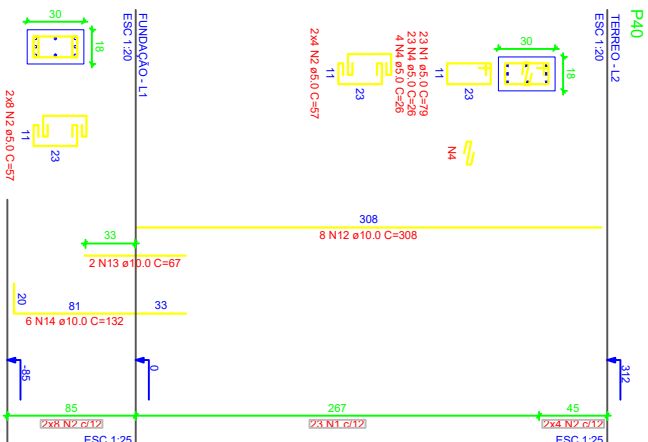 P40
TERREO - L2
ESC 1:20
30
18
23 N1 ø5.0 C=79
23 N4 ø5.0 C=26
4 N4 ø5.0 C=26
11
23
2x4 N2 ø5.0 C=57
11
23
N4
FUNDAÇÃO - L1
ESC 1:20
30
18
11
23
2x8 N2 ø5.0 C=57
308
8 N12 ø10.0 C=308
33
2 N13 ø10.0 C=67
20
81
33
6 N14 ø10.0 C=132
-85
0
312
85
267
45
2x8 N2 c/12
23 N1 c/12
2x4 N2 c/12
ESC 1:25
ESC 1:25